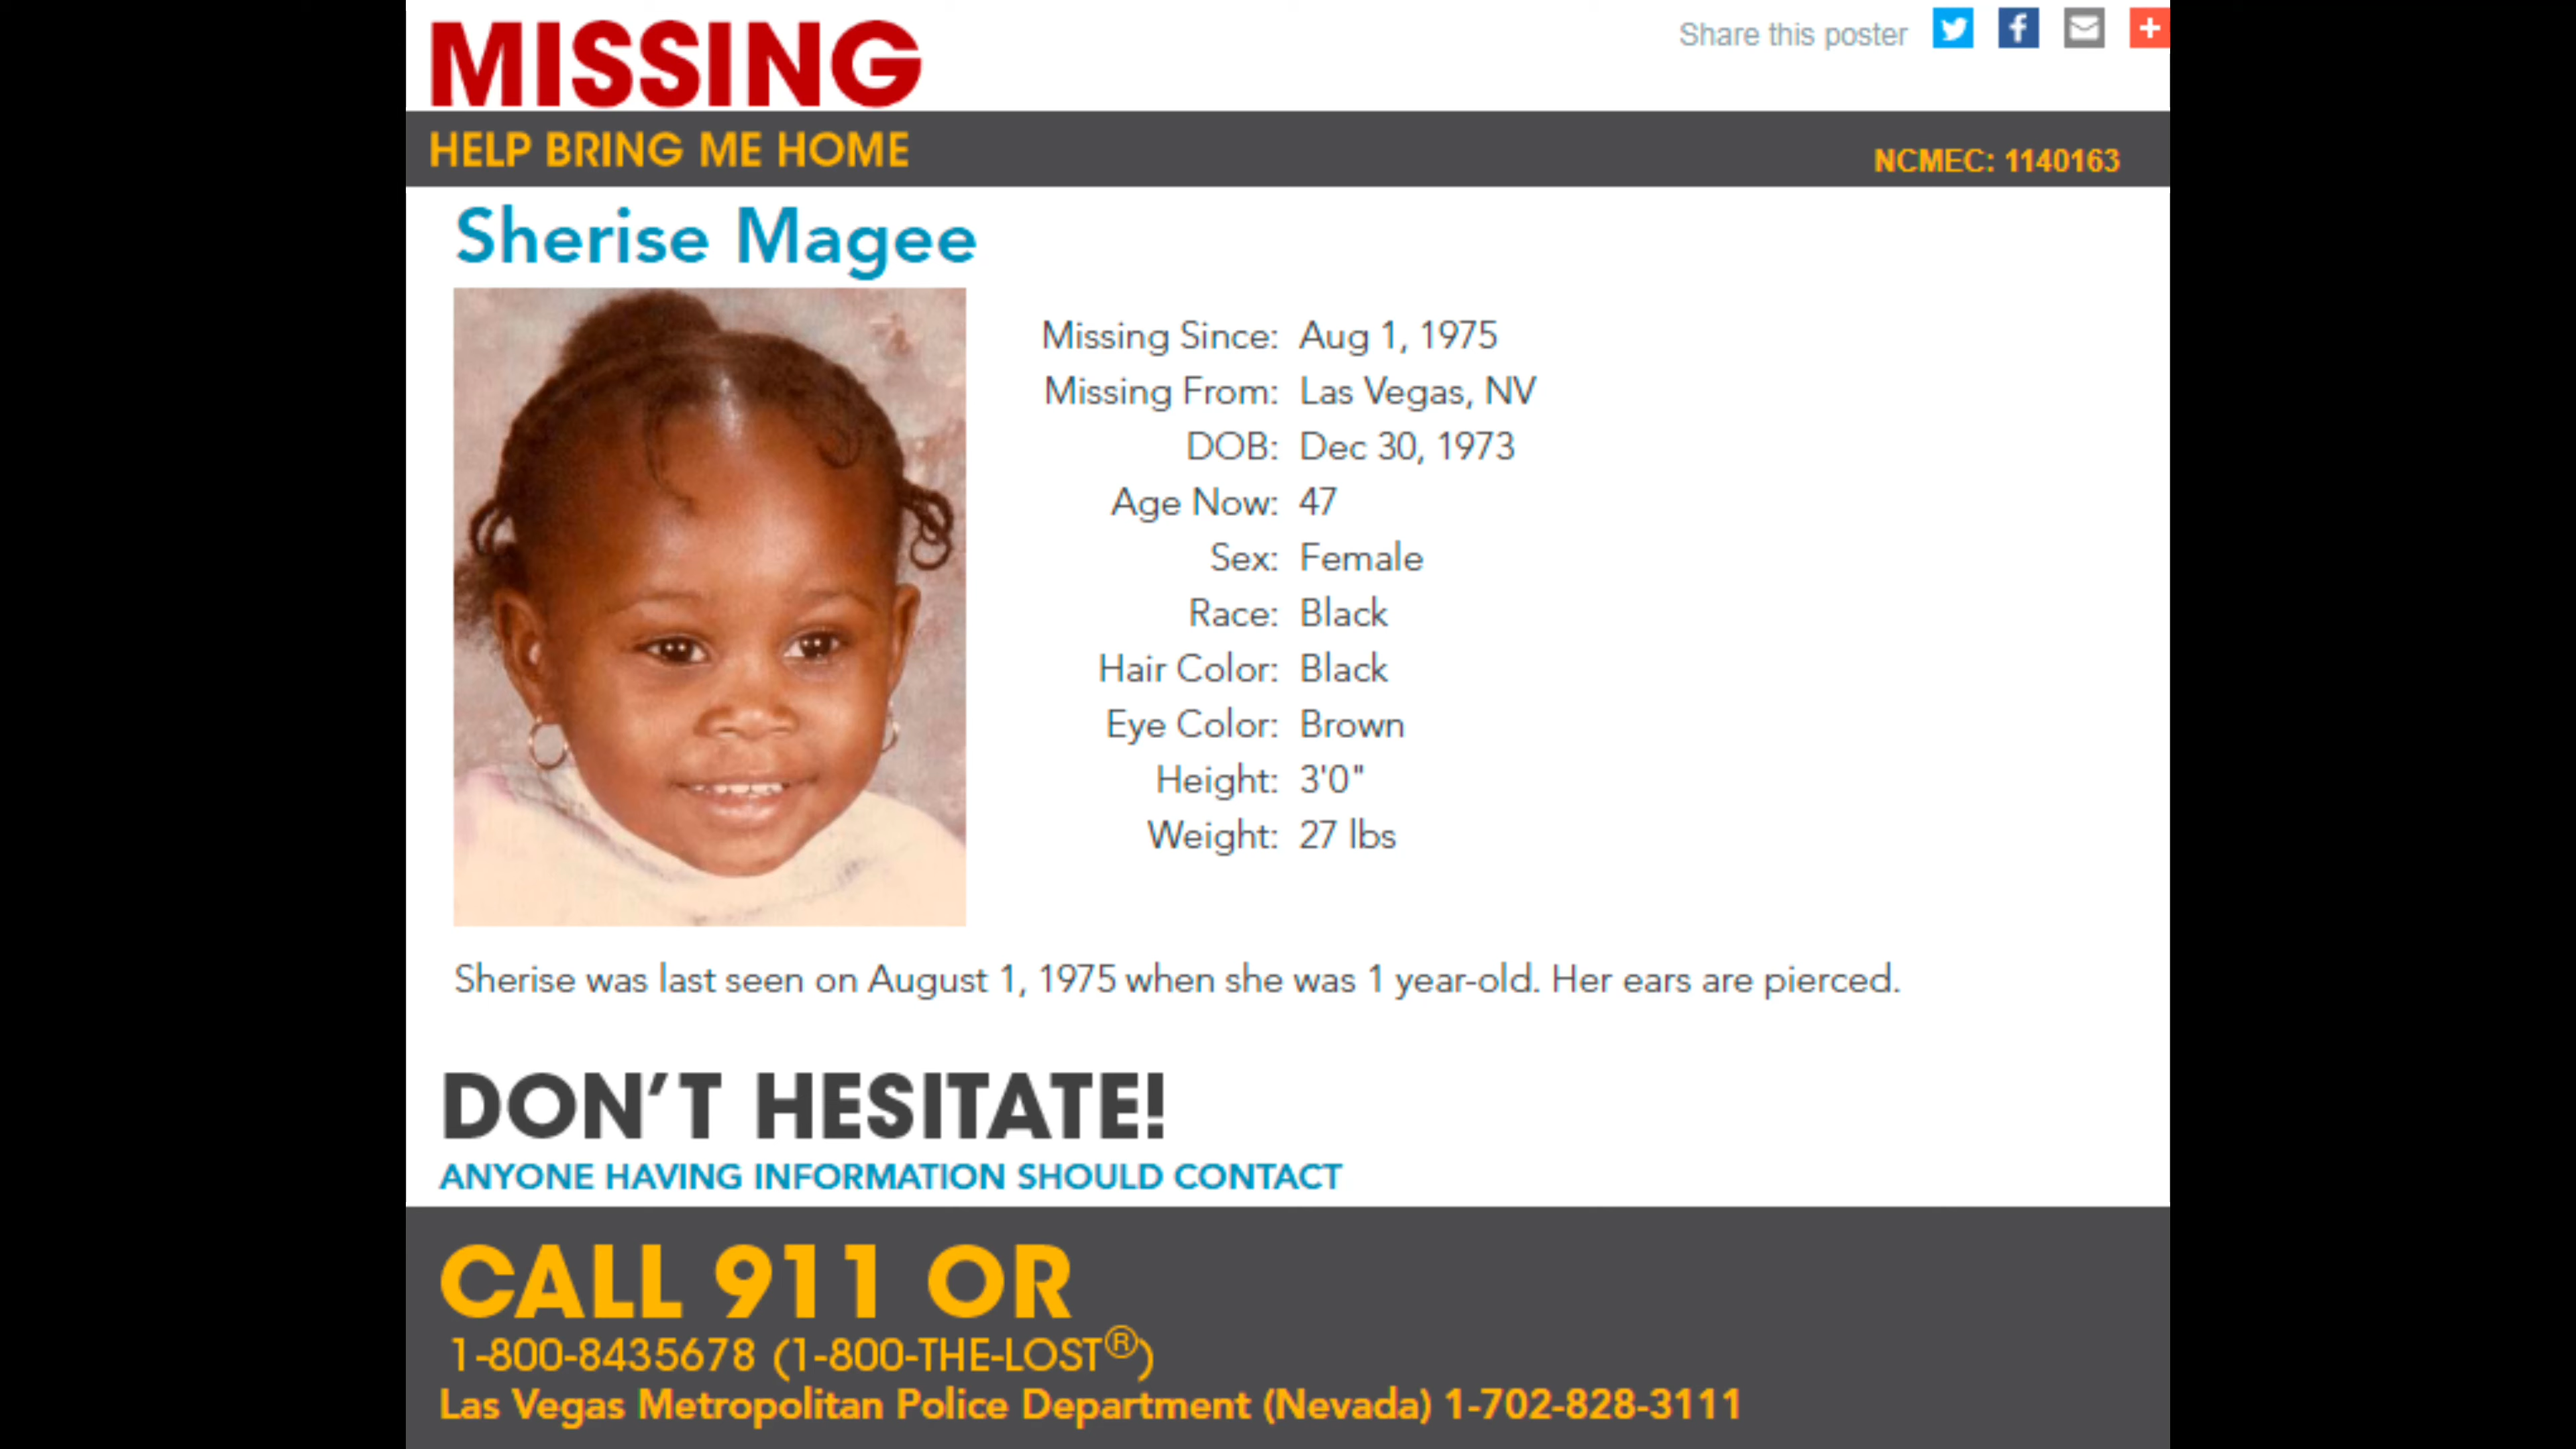 MISSING
Share this poster
HELP BRING ME HOME
NCMEC: 1140163
Sherise Magee
Missing Since: Aug 1, 1975
Missing From: Las Vegas, NV
DOB: Dec 30, 1973
Age Now: 47
Sex: Female
Race: Black
Hair Color: Black
Eye Color: Brown
Height: 3'0"
Weight: 27 lbs
Sherise was last seen on August 1, 1975 when she was 1 year-old. Her ears are pierced.
DON'T HESITATE!
ANYONE HAVING INFORMATION SHOULD CONTACT
CALL 911 OR
1-800-8435678 (1-800-THE-LOST®)
Las Vegas Metropolitan Police Department (Nevada) 1-702-828-3111